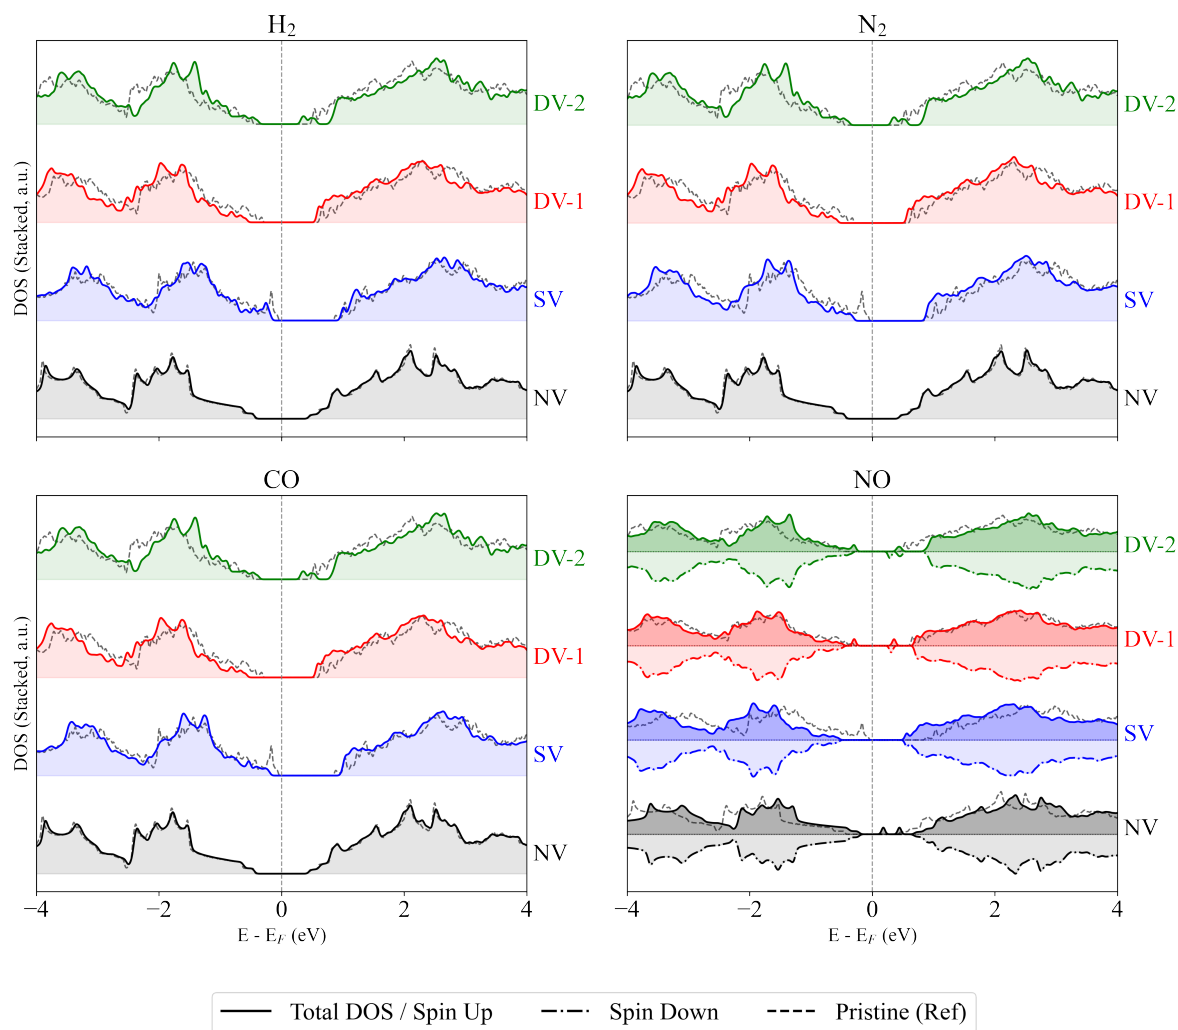 H₂
N₂
DOS (Stacked, a.u.)
DV-2
DV-1
SV
NV
DV-2
DV-1
SV
NV
CO
NO
DOS (Stacked, a.u.)
DV-2
DV-1
SV
NV
DV-2
DV-1
SV
NV
−4 −2 0 2 4
−4 −2 0 2 4
E - E_F (eV)
E - E_F (eV)
Total DOS / Spin Up Spin Down Pristine (Ref)